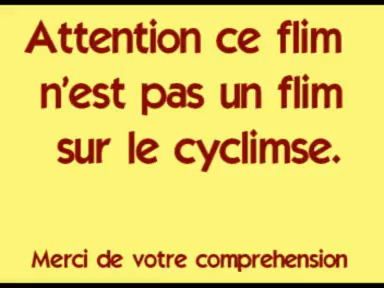 Attention ce flim
n'est pas un flim
sur le cyclimse.
Merci de votre comprehension